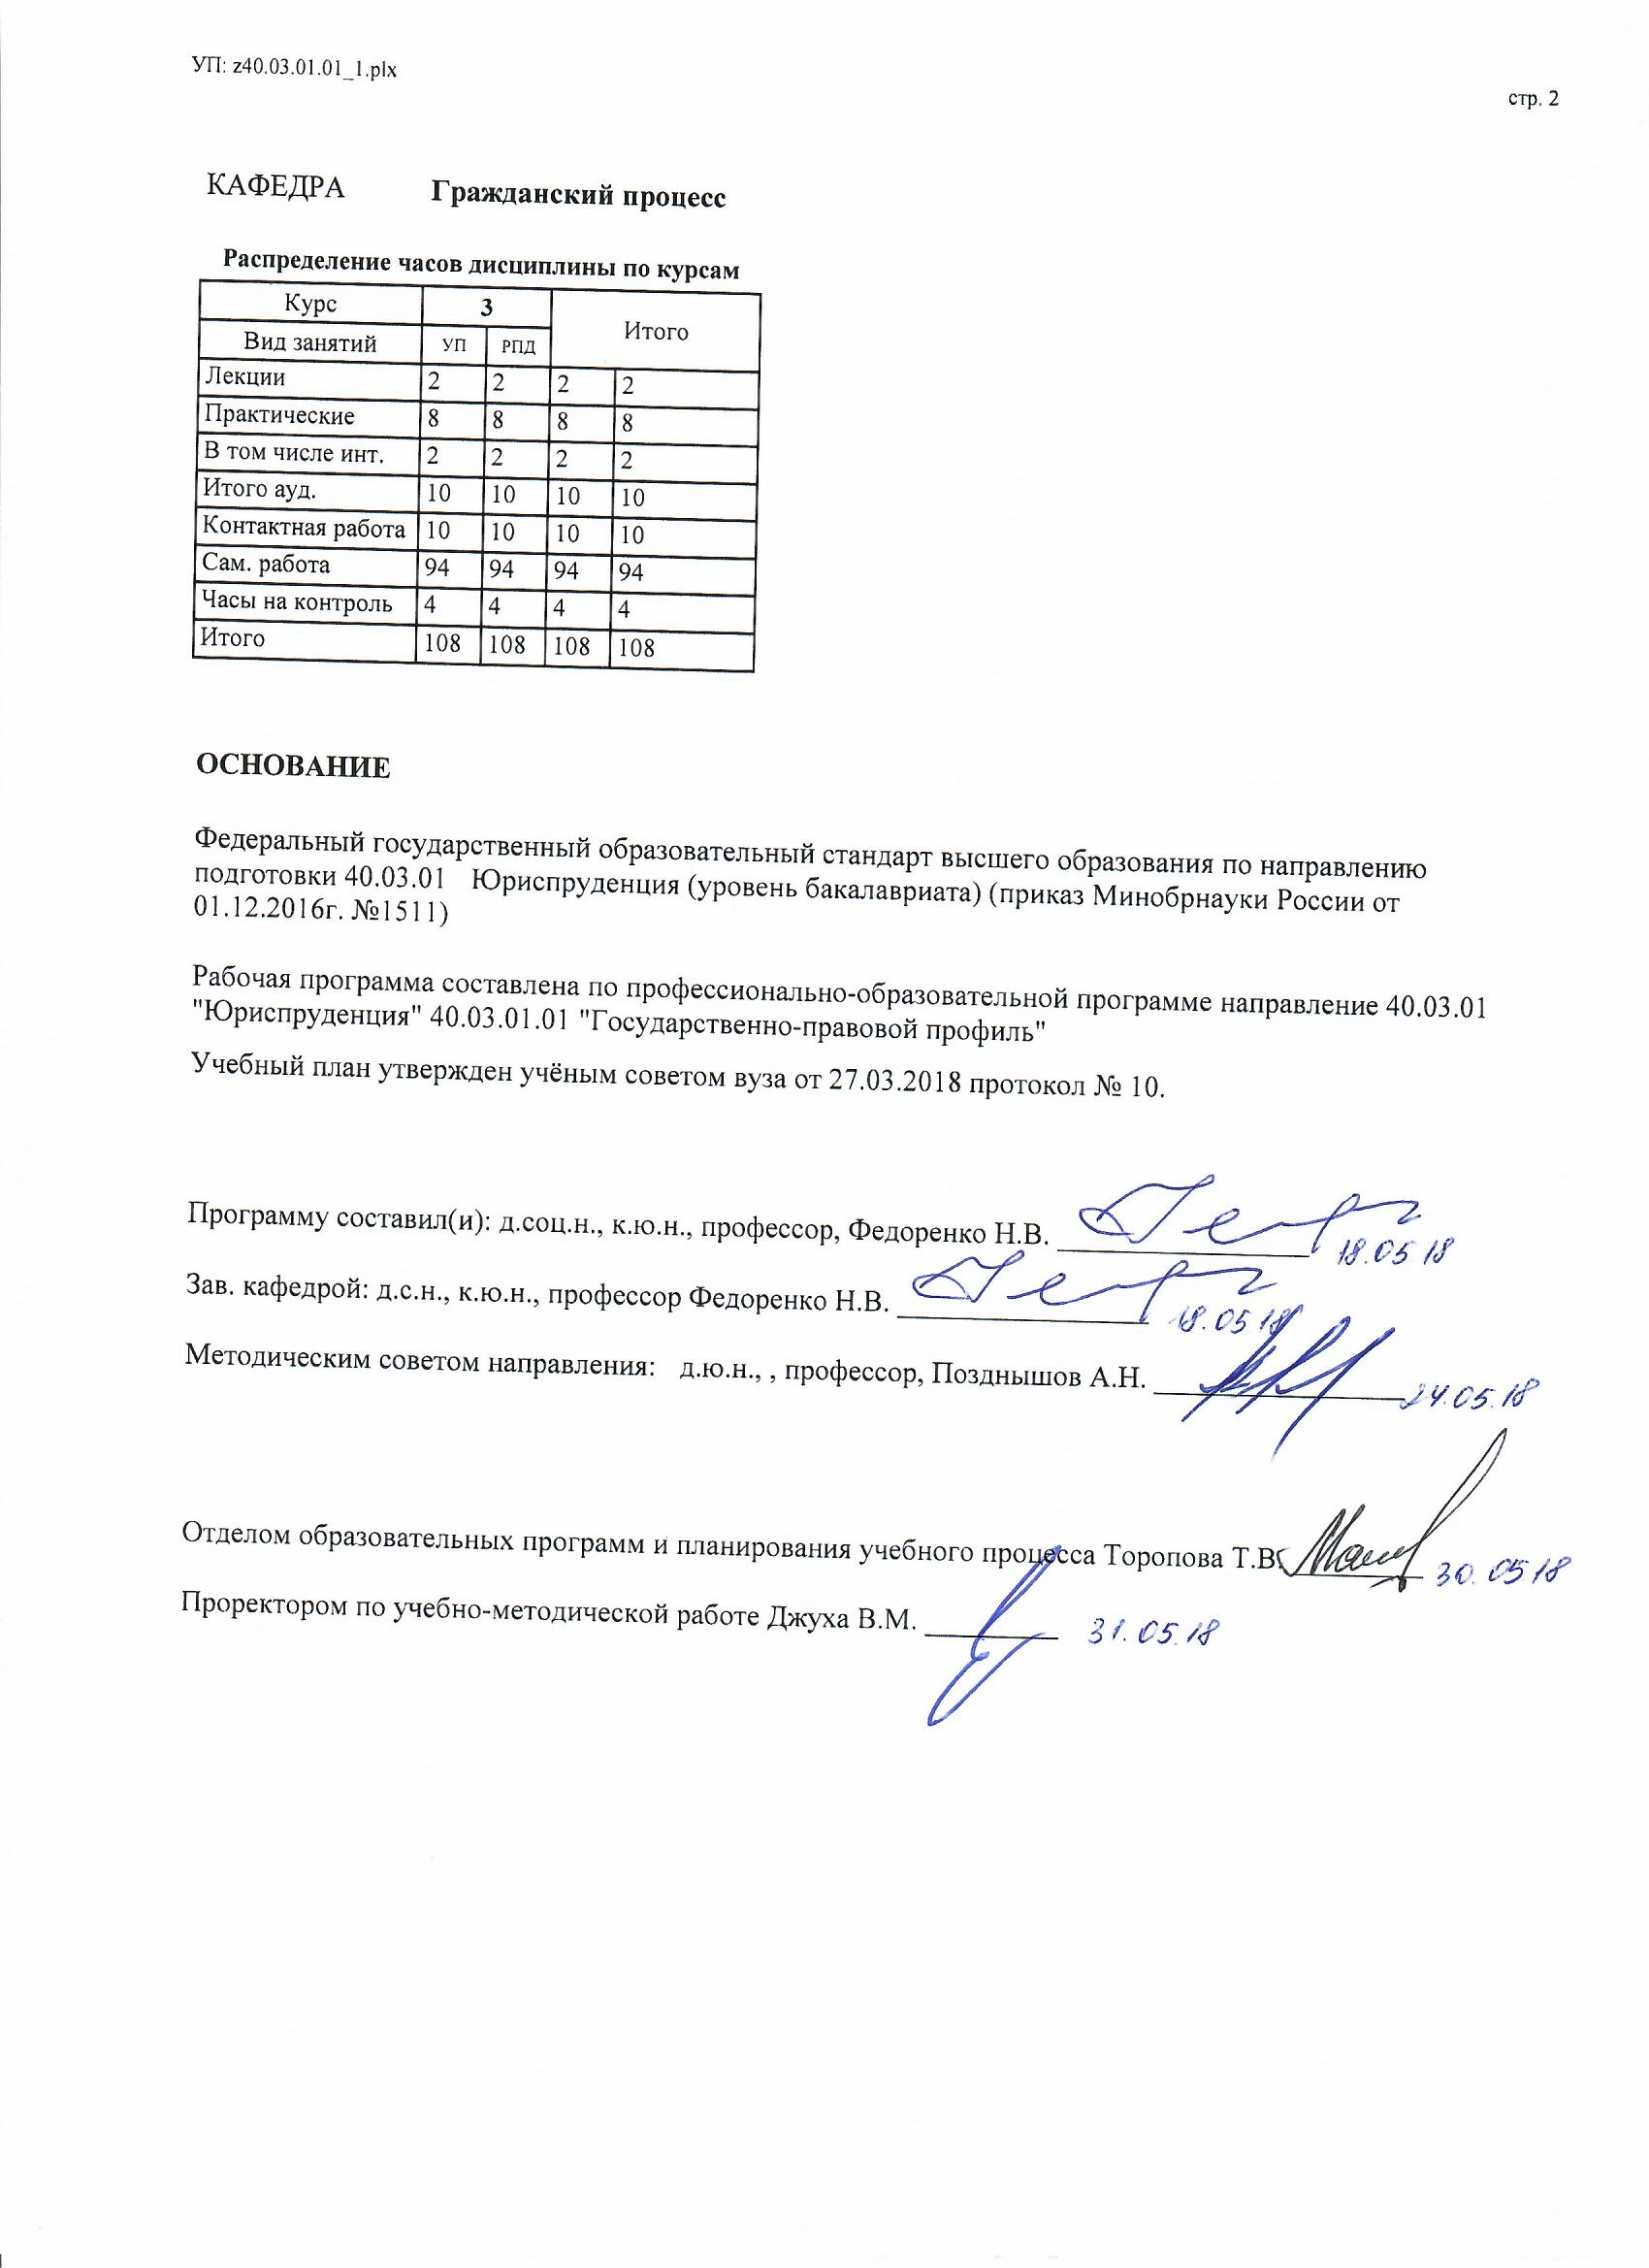 УП: z40.03.01.01_1.plx
стр. 2
КАФЕДРА Гражданский процесс
Распределение часов дисциплины по курсам
Курс 3 Итого
Вид занятий УП РПД
Лекции 2 2 2 2
Практические 8 8 8 8
В том числе инт. 2 2 2 2
Итого ауд. 10 10 10 10
Контактная работа 10 10 10 10
Сам. работа 94 94 94 94
Часы на контроль 4 4 4 4
Итого 108 108 108 108
ОСНОВАНИЕ
Федеральный государственный образовательный стандарт высшего образования по направлению
подготовки 40.03.01 Юриспруденция (уровень бакалавриата) (приказ Минобрнауки России от
01.12.2016г. №1511)
Рабочая программа составлена по профессионально-образовательной программе направление 40.03.01
"Юриспруденция" 40.03.01.01 "Государственно-правовой профиль"
Учебный план утвержден учёным советом вуза от 27.03.2018 протокол № 10.
Программу составил(и): д.соц.н., к.ю.н., профессор, Федоренко Н.В. 18.05 18
Зав. кафедрой: д.с.н., к.ю.н., профессор Федоренко Н.В. 18.05 18
Методическим советом направления: д.ю.н., , профессор, Позднышов А.Н. 24.05.18
Отделом образовательных программ и планирования учебного процесса Торопова Т.В. 30.05 18
Проректором по учебно-методической работе Джуха В.М. 31.05.18